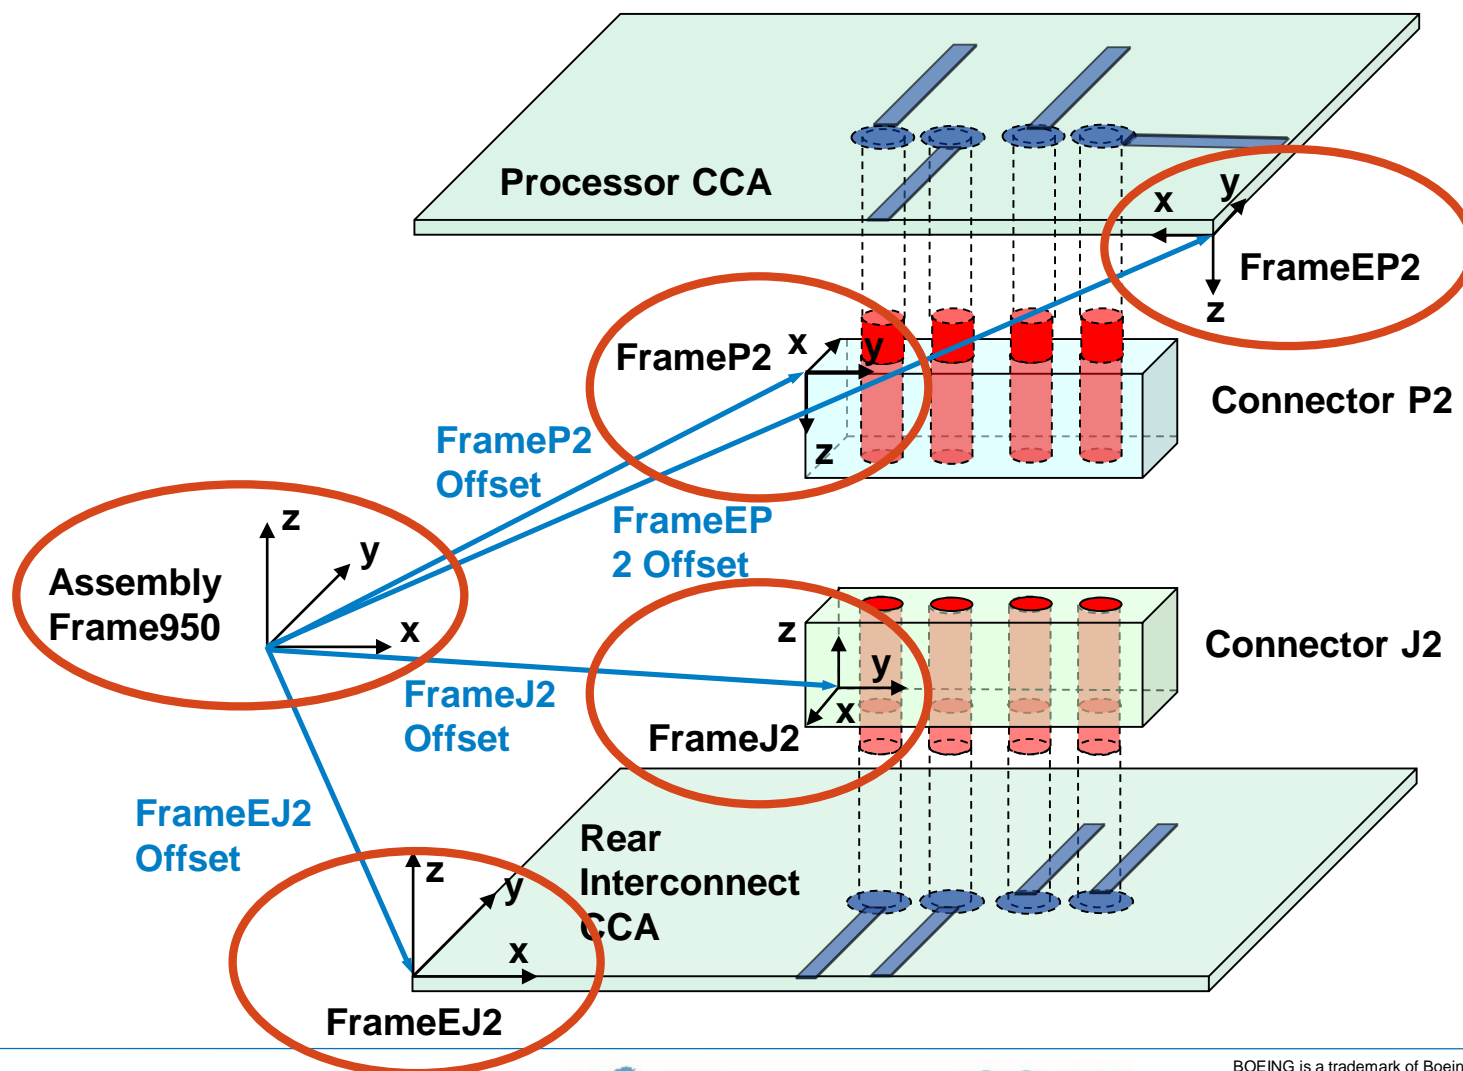 Processor CCA
y
x
FrameEP2
z
x
y
FrameP2
z
Connector P2
FrameP2
Offset
FrameEP
2 Offset
z
y
x
Assembly
Frame950
z
y
x
Connector J2
FrameJ2
FrameJ2
Offset
FrameEJ2
Offset
Rear
Interconnect
CCA
z
y
x
FrameEJ2
BOEING is a trademark of Boein